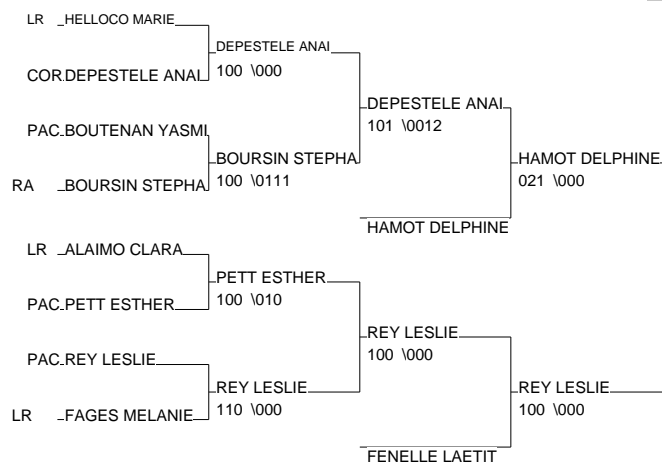 LR HELLOCO MARIE
DEPESTELE ANAI
COR DEPESTELE ANAI
100 \000
DEPESTELE ANAI
101 \0012
PAC BOUTENAN YASMI
BOURSIN STEPHA
HAMOT DELPHINE
RA BOURSIN STEPHA
100 \0111
021 \000
HAMOT DELPHINE
LR ALAIMO CLARA
PETT ESTHER
PAC PETT ESTHER
100 \010
REY LESLIE
100 \000
PAC REY LESLIE
REY LESLIE
REY LESLIE
LR FAGES MELANIE
110 \000
100 \000
FENELLE LAETIT